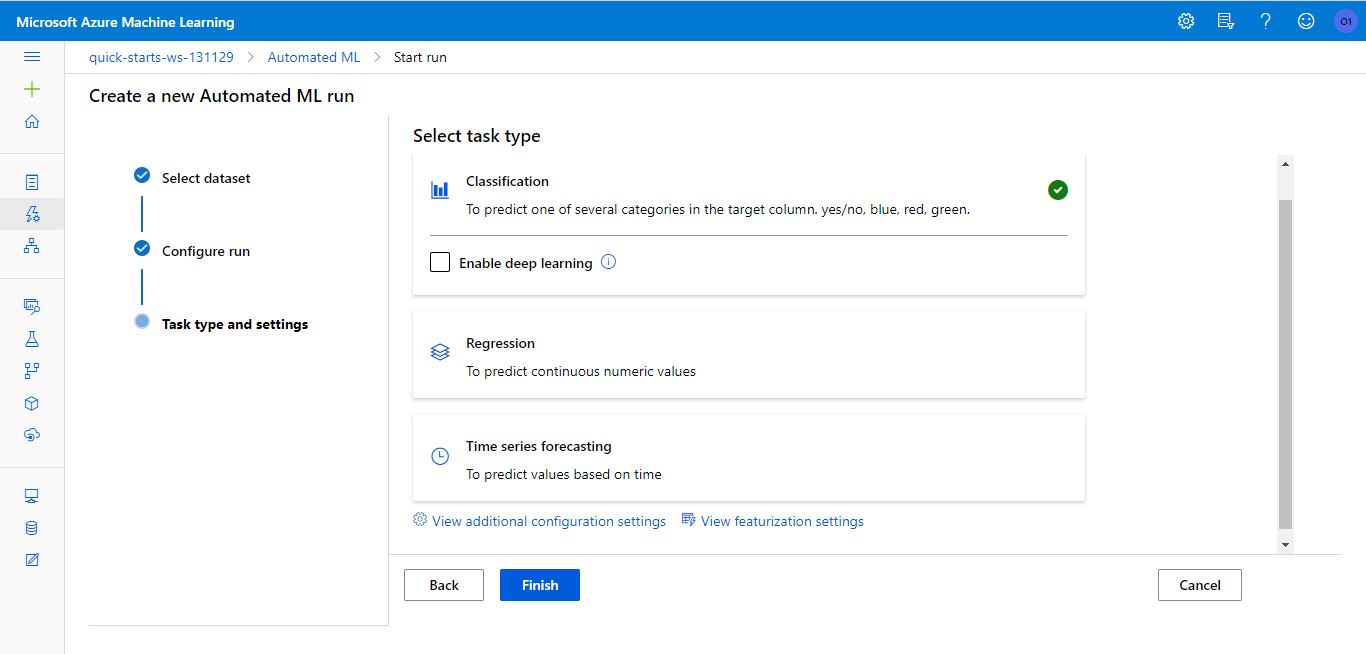 Microsoft Azure Machine Learning
O1
quick-starts-ws-131129 > Automated ML > Start run
Create a new Automated ML run
Select dataset
Configure run
Task type and settings
Select task type
Classification
To predict one of several categories in the target column. yes/no, blue, red, green.
Enable deep learning
Regression
To predict continuous numeric values
Time series forecasting
To predict values based on time
View additional configuration settings View featurization settings
Back Finish Cancel